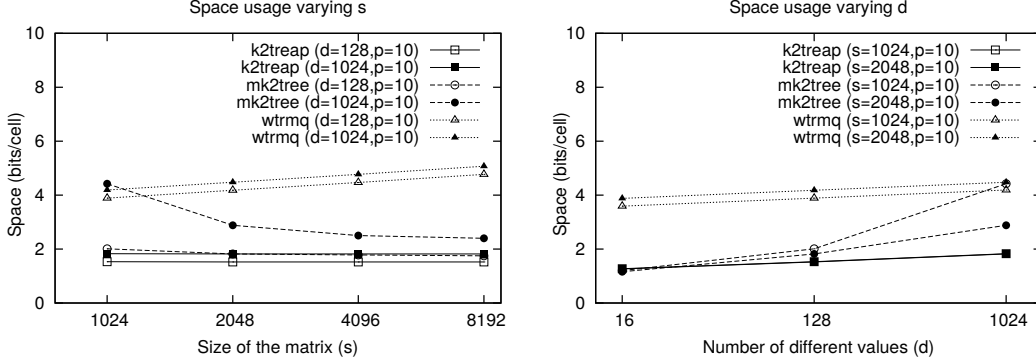 Space usage varying s
10
8
6
4
2
0
Space (bits/cell)
k2treap (d=128,p=10)
k2treap (d=1024,p=10)
mk2tree (d=128,p=10)
mk2tree (d=1024,p=10)
wtrmq (d=128,p=10)
wtrmq (d=1024,p=10)
1024 2048 4096 8192
Size of the matrix (s)
Space usage varying d
10
8
6
4
2
0
Space (bits/cell)
k2treap (s=1024,p=10)
k2treap (s=2048,p=10)
mk2tree (s=1024,p=10)
mk2tree (s=2048,p=10)
wtrmq (s=1024,p=10)
wtrmq (s=2048,p=10)
16 128 1024
Number of different values (d)